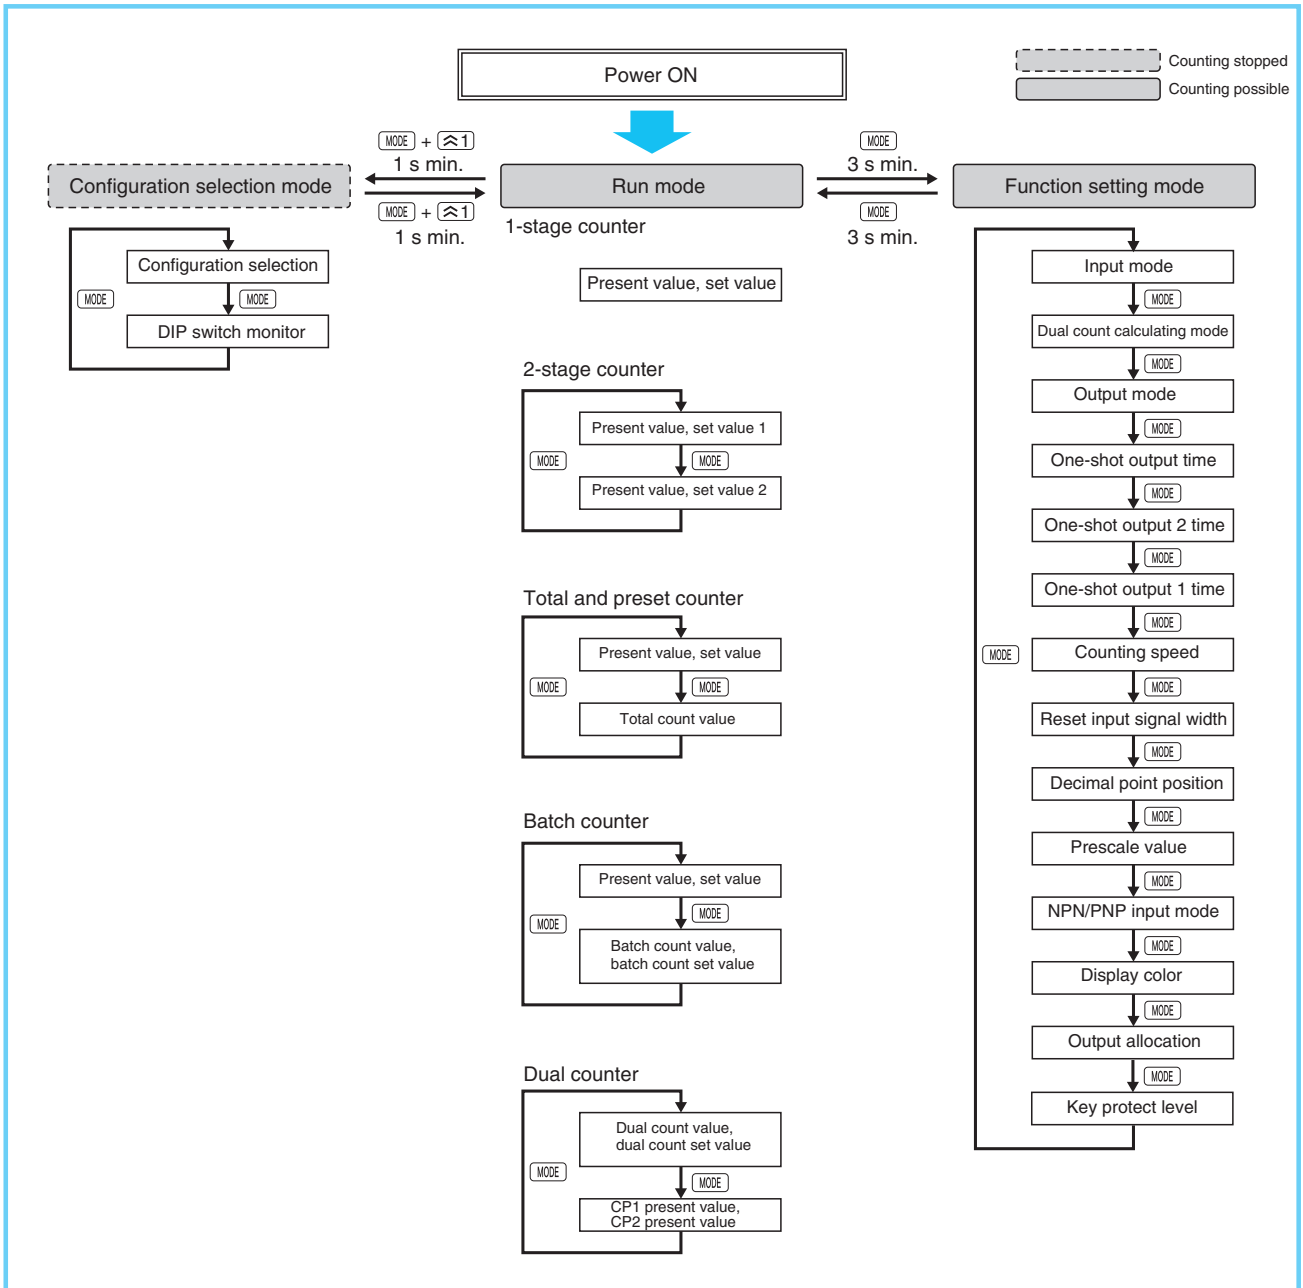 Power ON
Counting stopped
Counting possible
MODE + 1
1 s min.
MODE
3 s min.
Configuration selection mode
Run mode
Function setting mode
MODE + 1
1 s min.
MODE
3 s min.
Configuration selection
MODE
MODE
DIP switch monitor
1-stage counter
Present value, set value
2-stage counter
Present value, set value 1
MODE
MODE
Present value, set value 2
Total and preset counter
Present value, set value
MODE
MODE
Total count value
Batch counter
Present value, set value
MODE
MODE
Batch count value,
batch count set value
Dual counter
Dual count value,
dual count set value
MODE
MODE
CP1 present value,
CP2 present value
Input mode
MODE
Dual count calculating mode
MODE
Output mode
MODE
One-shot output time
MODE
One-shot output 2 time
MODE
One-shot output 1 time
MODE
MODE
Counting speed
MODE
Reset input signal width
MODE
Decimal point position
MODE
Prescale value
MODE
NPN/PNP input mode
MODE
Display color
MODE
Output allocation
MODE
Key protect level